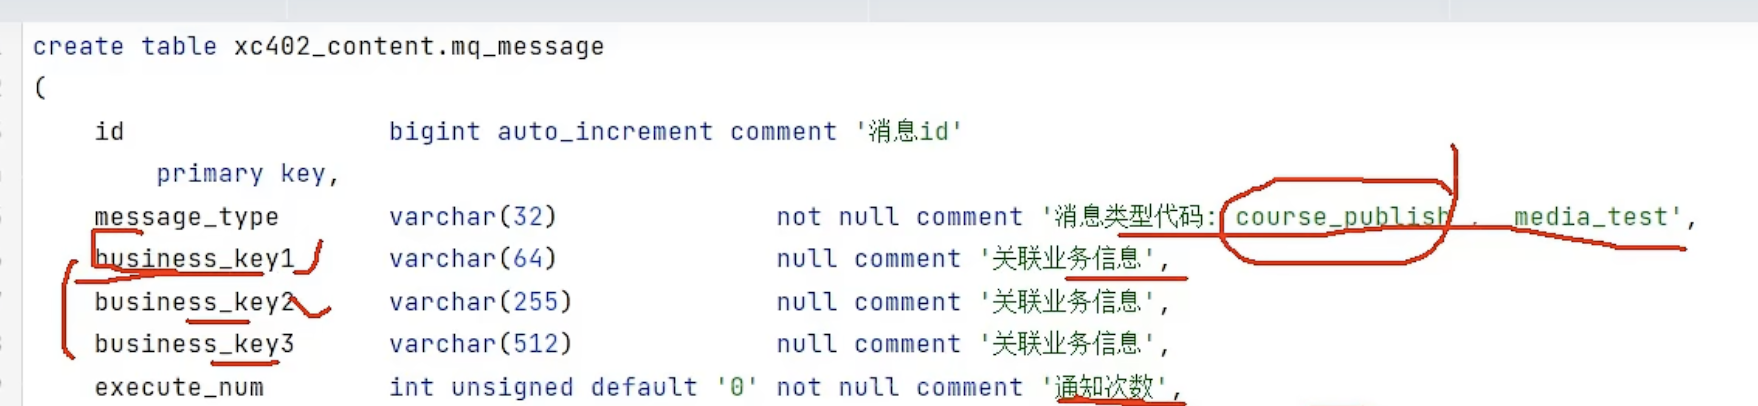 create table xc402_content.mq_message
(
id bigint auto_increment comment '消息id'
primary key,
message_type varchar(32) not null comment '消息类型代码: course_publish , media_test',
business_key1 varchar(64) null comment '关联业务信息',
business_key2 varchar(255) null comment '关联业务信息',
business_key3 varchar(512) null comment '关联业务信息',
execute_num int unsigned default '0' not null comment '通知次数',